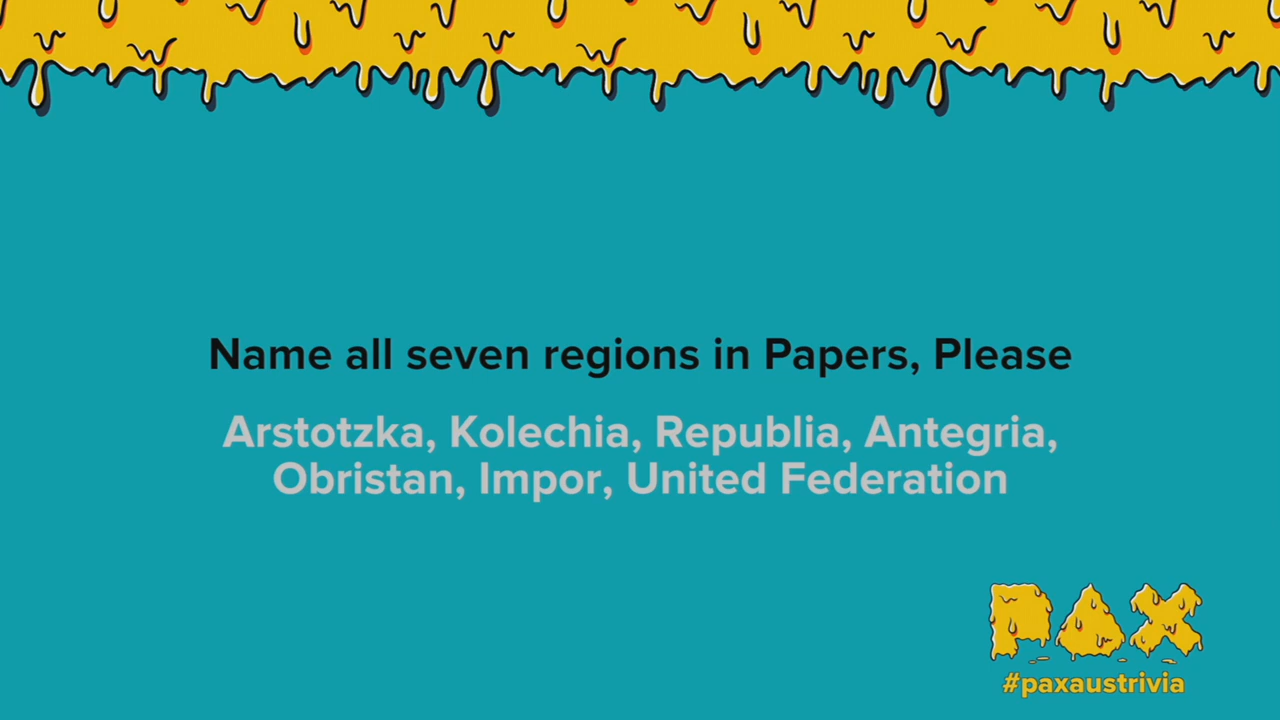 Name all seven regions in Papers, Please
Arstotzka, Kolechia, Republia, Antegria,
Obristan, Impor, United Federation
PAX
#paxaustrivia